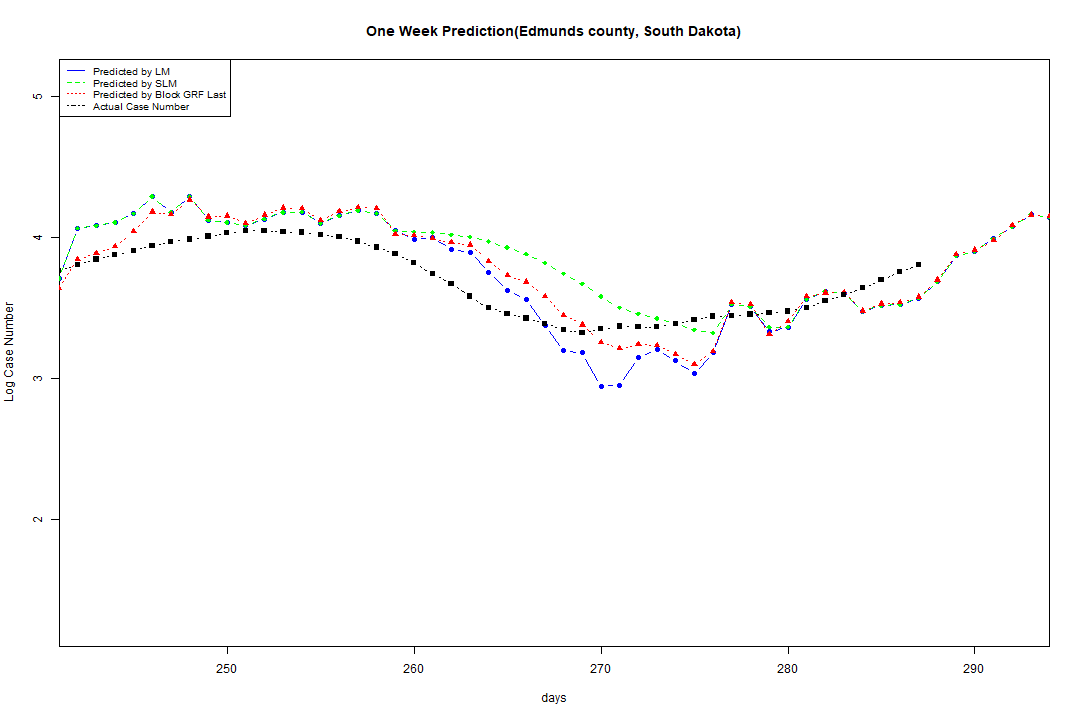 One Week Prediction(Edmunds county, South Dakota)
Predicted by LM
Predicted by SLM
Predicted by Block GRF Last
Actual Case Number
5
4
3
2
Log Case Number
250 260 270 280 290
days